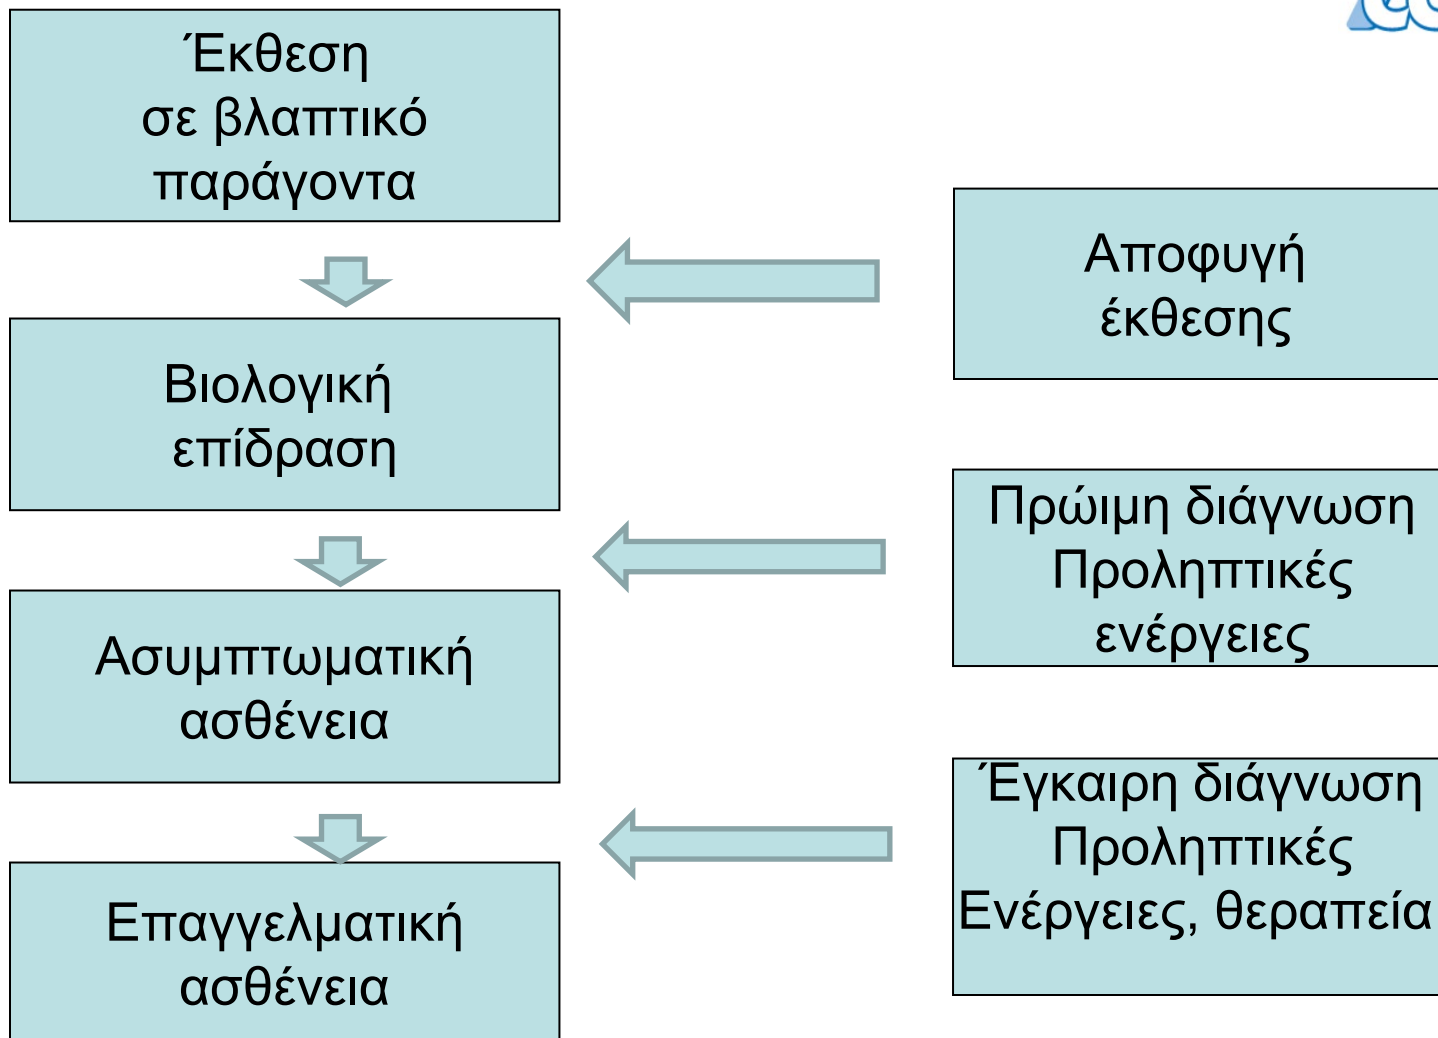 Έκθεση
σε βλαπτικό
παράγοντα
Αποφυγή
έκθεσης
Βιολογική
επίδραση
Πρώιμη διάγνωση
Προληπτικές
ενέργειες
Ασυμπτωματική
ασθένεια
Έγκαιρη διάγνωση
Προληπτικές
Ενέργειες, θεραπεία
Επαγγελματική
ασθένεια